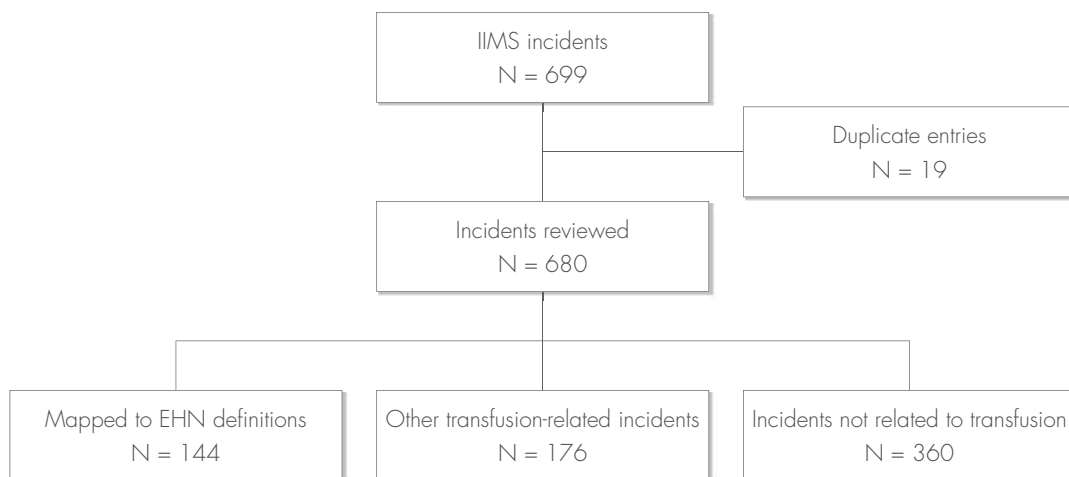 IIMS incidents
N = 699
Duplicate entries
N = 19
Incidents reviewed
N = 680
Mapped to EHN definitions
N = 144
Other transfusion-related incidents
N = 176
Incidents not related to transfusion
N = 360